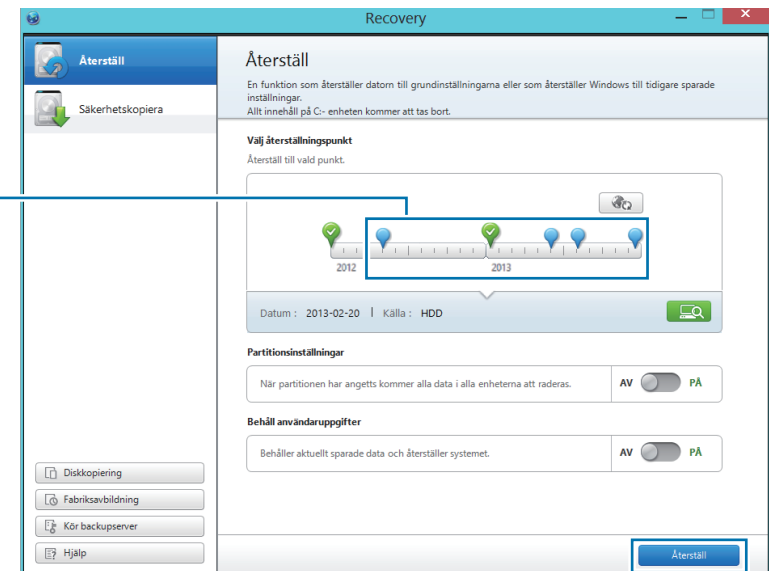 Recovery
Återställ
Säkerhetskopiera
Diskkopiering
Fabriksavbildning
Kör backupserver
Hjälp
Återställ
En funktion som återställer datorn till grundinställningarna eller som återställer Windows till tidigare sparade
inställningar.
Allt innehåll på C:- enheten kommer att tas bort.
Välj återställningspunkt
Återställ till vald punkt.
2012
2013
Datum : 2013-02-20 | Källa : HDD
Partitionsinställningar
När partitionen har angetts kommer alla data i alla enheterna att raderas.
AV PÅ
Behåll användaruppgifter
Behåller aktuellt sparade data och återställer systemet.
AV PÅ
Återställ